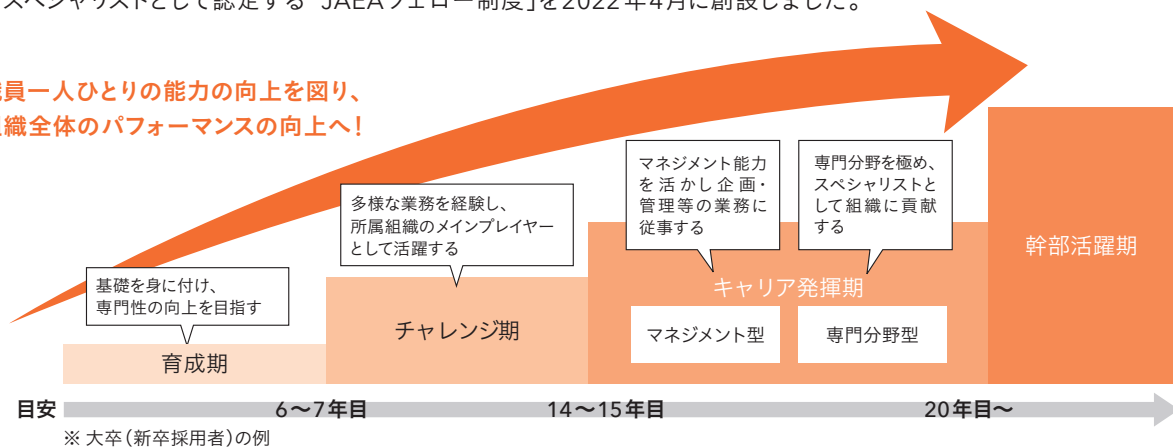 スペシャリストとして認定する「JAEAフェロー制度」を2022年4月に創設しました。
員一人ひとりの能力の向上を図り、
織全体のパフォーマンスの向上へ!
マネジメント能力
を活かし企画・
管理等の業務に
従事する
専門分野を極め、
スペシャリストと
して組織に貢献
する
多様な業務を経験し、
所属組織のメインプレイヤー
として活躍する
基礎を身に付け、
専門性の向上を目指す
幹部活躍期
キャリア発揮期
マネジメント型
専門分野型
チャレンジ期
育成期
目安
6〜7年目
14〜15年目
20年目〜
※ 大卒(新卒採用者)の例